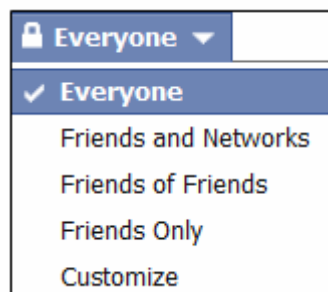 Everyone
Everyone
Friends and Networks
Friends of Friends
Friends Only
Customize